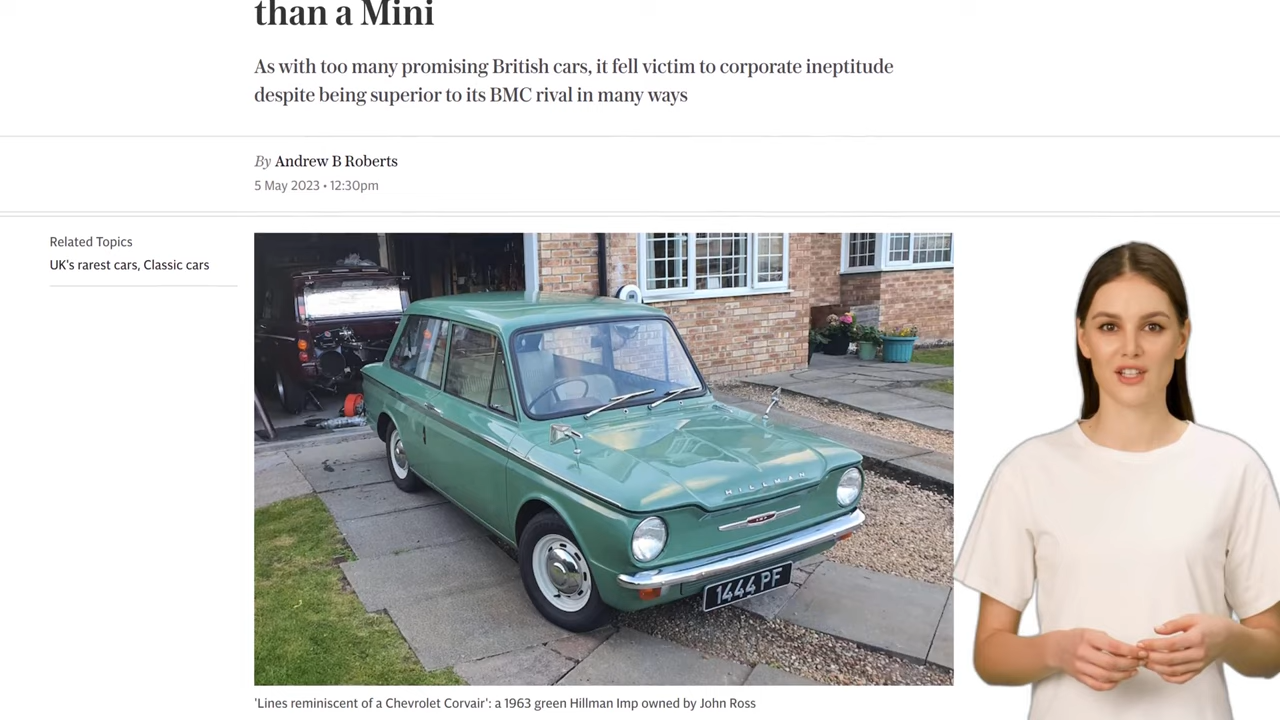 than a Mini
As with too many promising British cars, it fell victim to corporate ineptitude
despite being superior to its BMC rival in many ways
By Andrew B Roberts
5 May 2023 • 12:30pm
Related Topics
UK's rarest cars, Classic cars
HILLMAN
IMP
1444 PF
'Lines reminiscent of a Chevrolet Corvair': a 1963 green Hillman Imp owned by John Ross